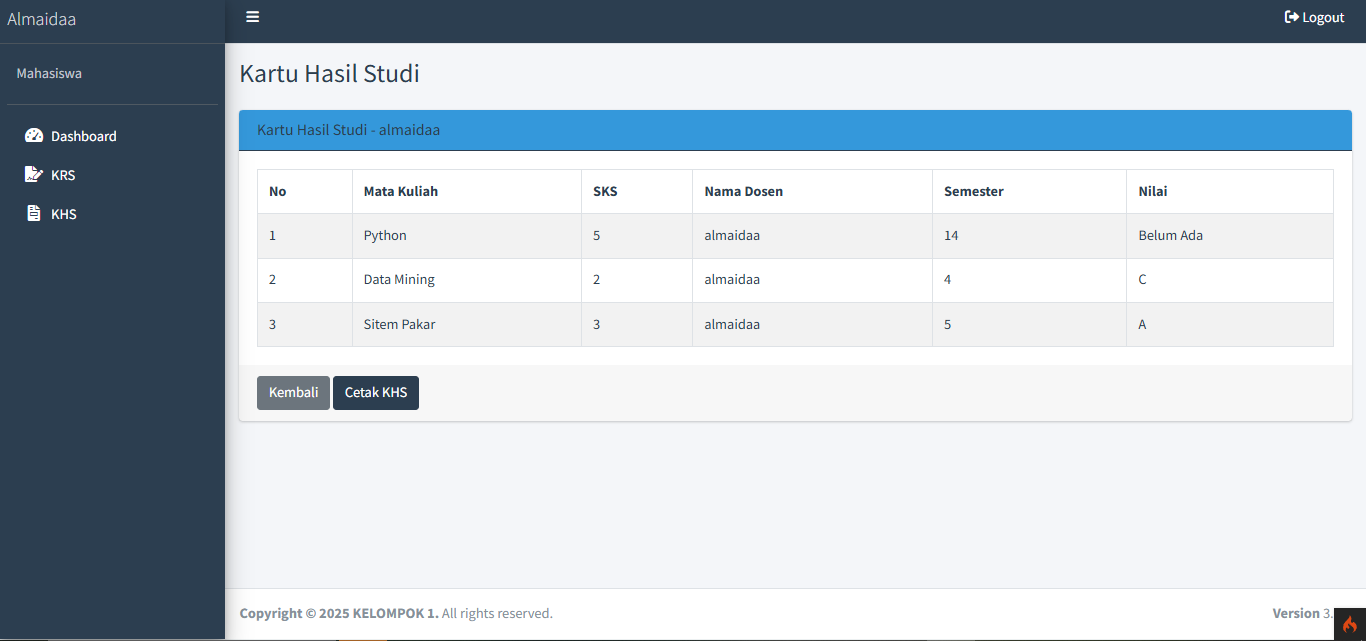 Almaidaa
Logout
Mahasiswa
Dashboard
KRS
KHS
Kartu Hasil Studi
Kartu Hasil Studi - almaidaa
No Mata Kuliah SKS Nama Dosen Semester Nilai
1 Python 5 almaidaa 14 Belum Ada
2 Data Mining 2 almaidaa 4 C
3 Sitem Pakar 3 almaidaa 5 A
Kembali Cetak KHS
Copyright © 2025 KELOMPOK 1. All rights reserved. Version 3.